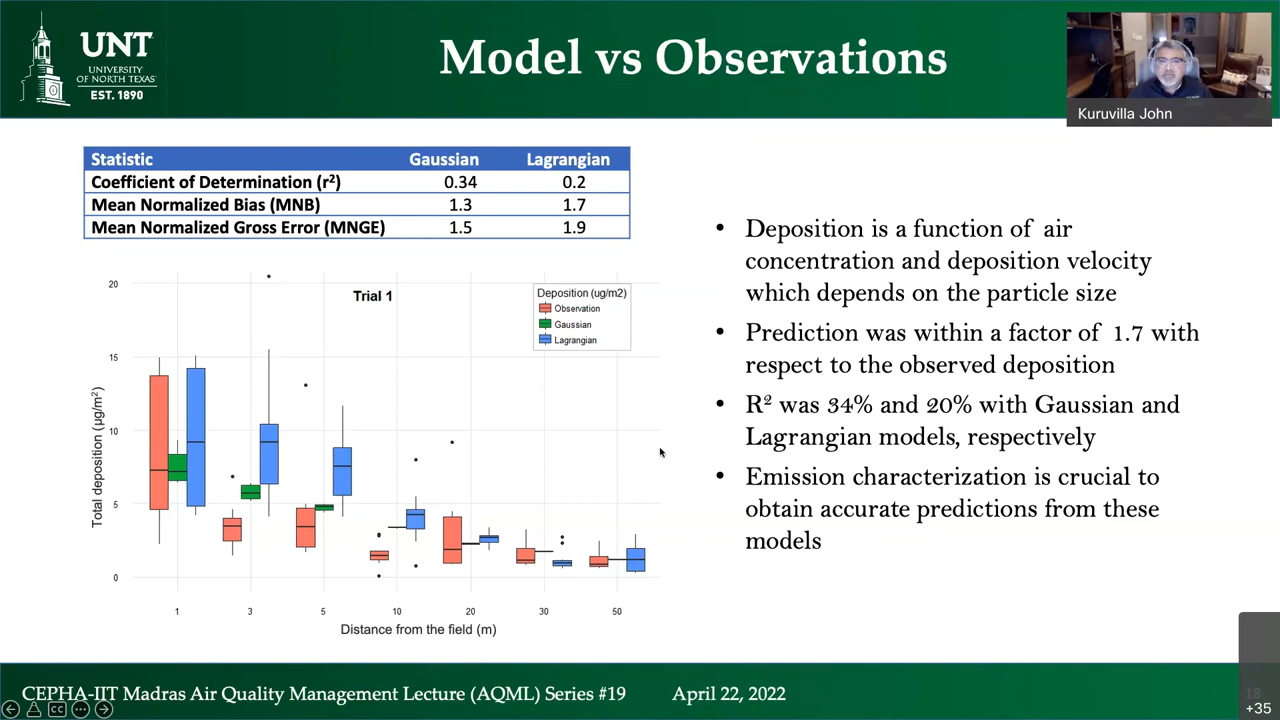 UNT
UNIVERSITY
OF NORTH TEXAS
EST. 1890
Model vs Observations
Kuruvilla John
Statistic Gaussian Lagrangian
Coefficient of Determination (r²) 0.34 0.2
Mean Normalized Bias (MNB) 1.3 1.7
Mean Normalized Gross Error (MNGE) 1.5 1.9
Trial 1
Deposition (ug/m2)
Observation
Gaussian
Lagrangian
Total deposition (µg/m²)
20
15
10
5
0
1 3 5 10 20 30 50
Distance from the field (m)
• Deposition is a function of air
concentration and deposition velocity
which depends on the particle size
• Prediction was within a factor of 1.7 with
respect to the observed deposition
• R² was 34% and 20% with Gaussian and
Lagrangian models, respectively
• Emission characterization is crucial to
obtain accurate predictions from these
models
CEPHA-IIT Madras Air Quality Management Lecture (AQML) Series #19 April 22, 2022
CC
18
+35